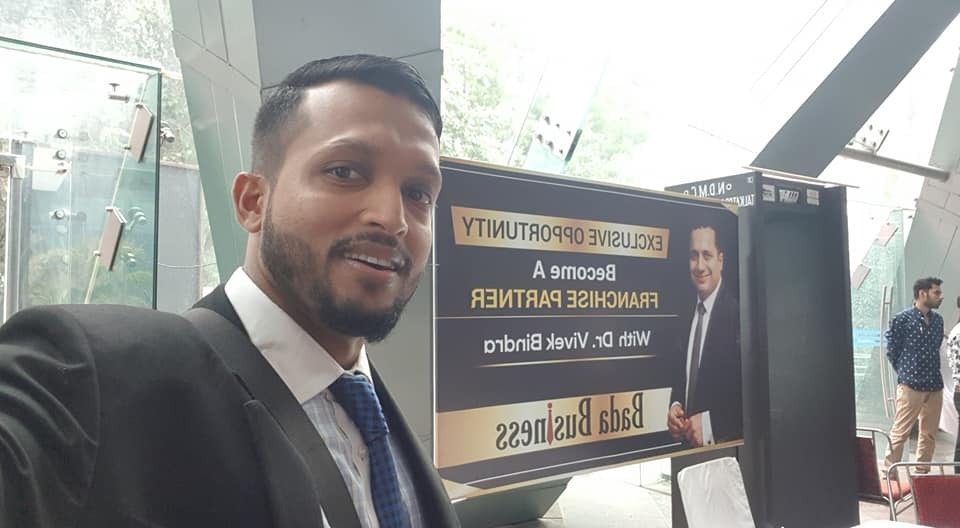 EXCLUSIVE OPPORTUNITY
Become A
FRANCHISE PARTNER
With Dr. Vivek Bindra
Bada Business
N.D.M.C